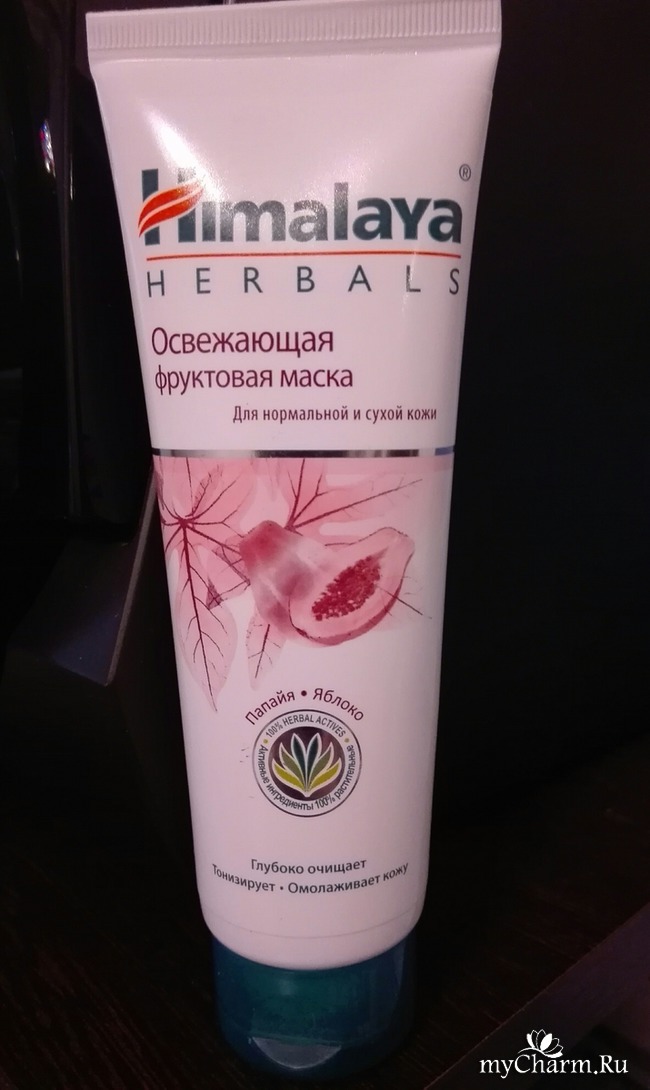 Himalaya®
HERBALS
Освежающая
фруктовая маска
Для нормальной и сухой кожи
Папайя • Яблоко
100% HERBAL ACTIVES
Активные ингредиенты 100% растительные
Глубоко очищает
Тонизирует • Омолаживает кожу
myCharm.Ru